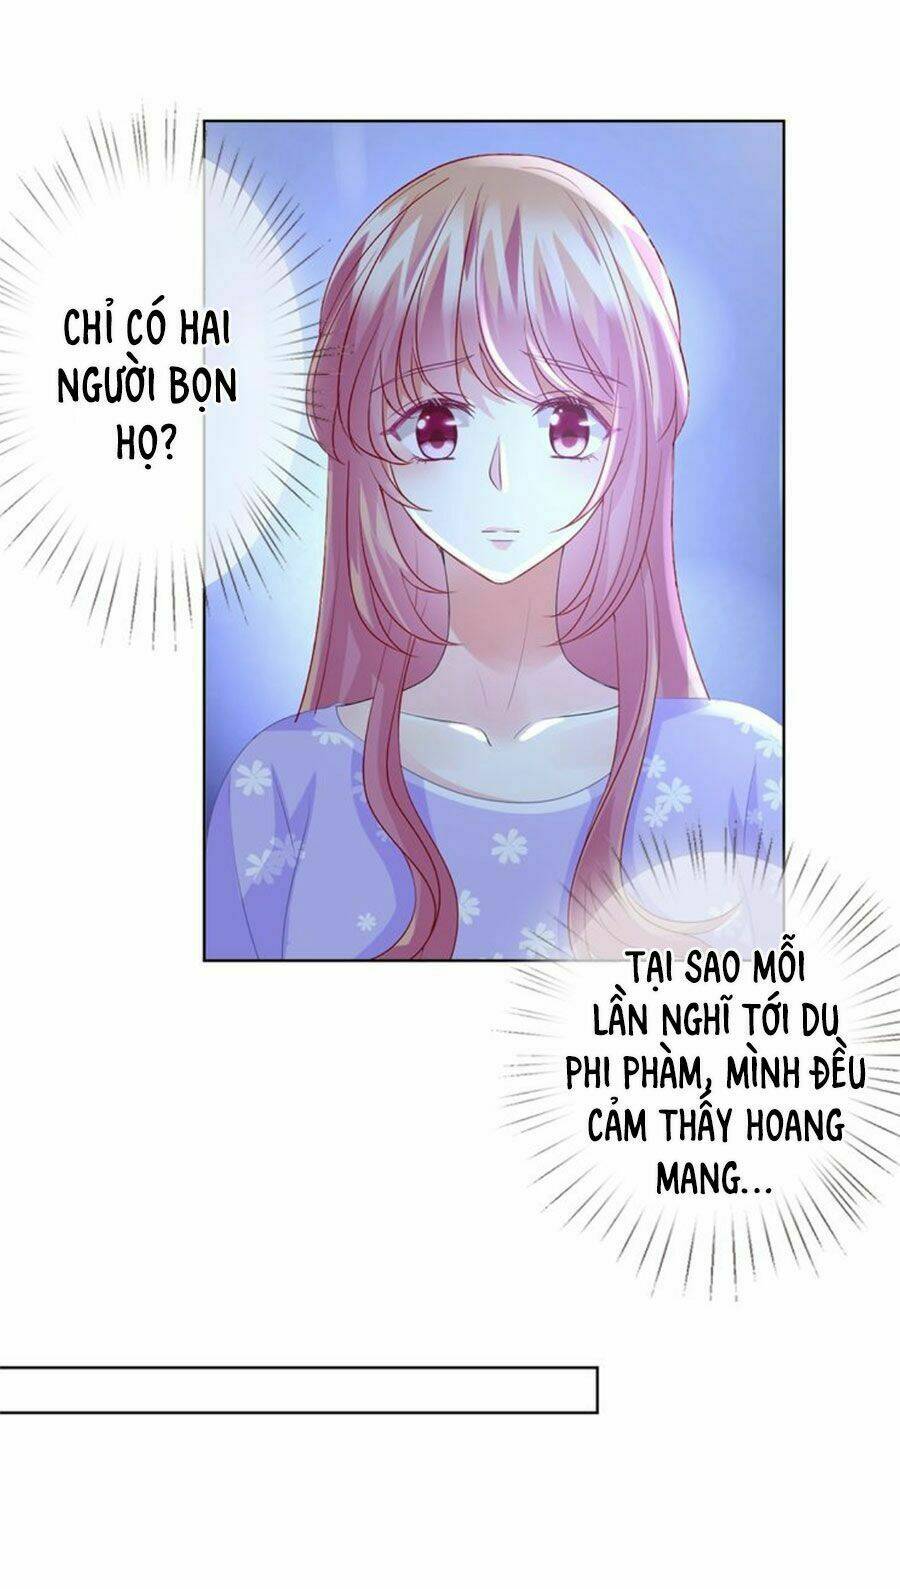 CHỈ CÓ HAI
NGƯỜI BỌN
HỌ?
TẠI SAO MỖI
LẦN NGHĨ TỚI DU
PHI PHÀM, MÌNH ĐỀU
CẢM THẤY HOANG
MANG...